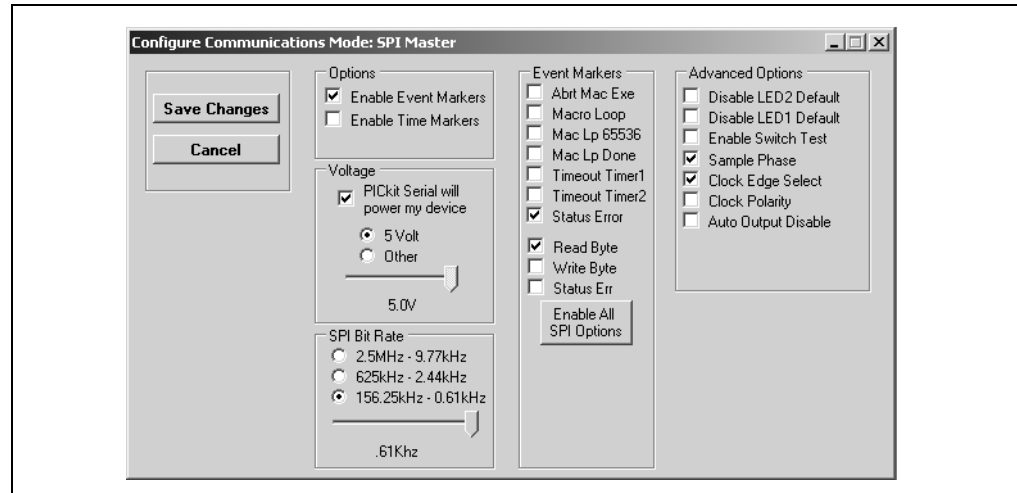 Configure Communications Mode: SPI Master
Save Changes
Cancel
Options
Enable Event Markers
Enable Time Markers
Voltage
PICkit Serial will
power my device
5 Volt
Other
5.0V
SPI Bit Rate
2.5MHz - 9.77kHz
625kHz - 2.44kHz
156.25kHz - 0.61kHz
.61Khz
Event Markers
Abrt Mac Exe
Macro Loop
Mac Lp 65536
Mac Lp Done
Timeout Timer1
Timeout Timer2
Status Error
Read Byte
Write Byte
Status Err
Enable All
SPI Options
Advanced Options
Disable LED2 Default
Disable LED1 Default
Enable Switch Test
Sample Phase
Clock Edge Select
Clock Polarity
Auto Output Disable